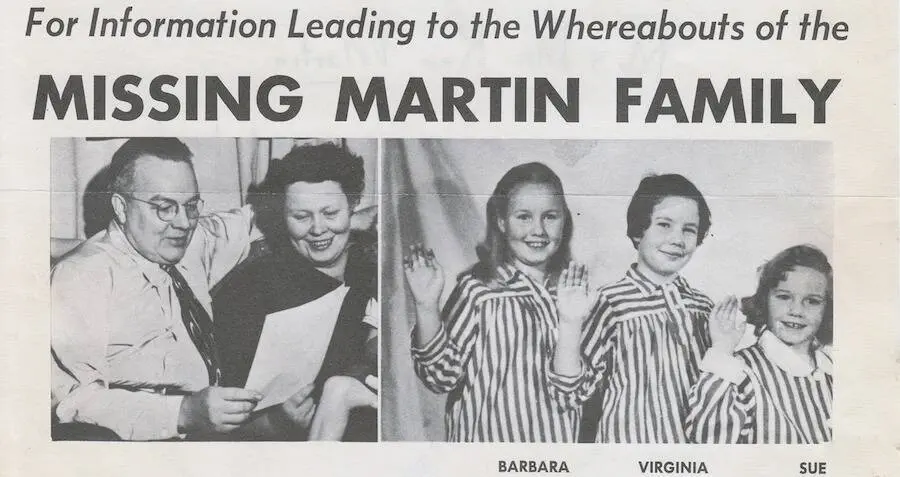 For Information Leading to the Whereabouts of the
MISSING MARTIN FAMILY
BARBARA VIRGINIA SUE